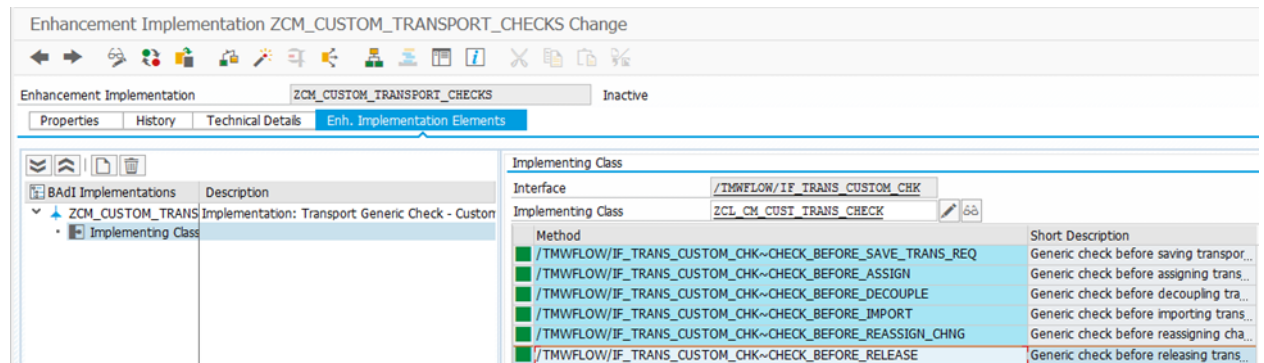 Enhancement Implementation ZCM_CUSTOM_TRANSPORT_CHECKS Change
Enhancement Implementation ZCM_CUSTOM_TRANSPORT_CHECKS Inactive
Properties History Technical Details Enh. Implementation Elements
Implementing Class
BAdI Implementations Description
Interface /TMWFLOW/IF_TRANS_CUSTOM_CHK
ZCM_CUSTOM_TRANS Implementation: Transport Generic Check - Custom
Implementing Class ZCL_CM_CUST_TRANS_CHECK
Implementing Class
Method Short Description
/TMWFLOW/IF_TRANS_CUSTOM_CHK~CHECK_BEFORE_SAVE_TRANS_REQ Generic check before saving transpor...
/TMWFLOW/IF_TRANS_CUSTOM_CHK~CHECK_BEFORE_ASSIGN Generic check before assigning trans...
/TMWFLOW/IF_TRANS_CUSTOM_CHK~CHECK_BEFORE_DECOUPLE Generic check before decoupling tra...
/TMWFLOW/IF_TRANS_CUSTOM_CHK~CHECK_BEFORE_IMPORT Generic check before importing trans...
/TMWFLOW/IF_TRANS_CUSTOM_CHK~CHECK_BEFORE_REASSIGN_CHNG Generic check before reassigning cha...
/TMWFLOW/IF_TRANS_CUSTOM_CHK~CHECK_BEFORE_RELEASE Generic check before releasing trans...